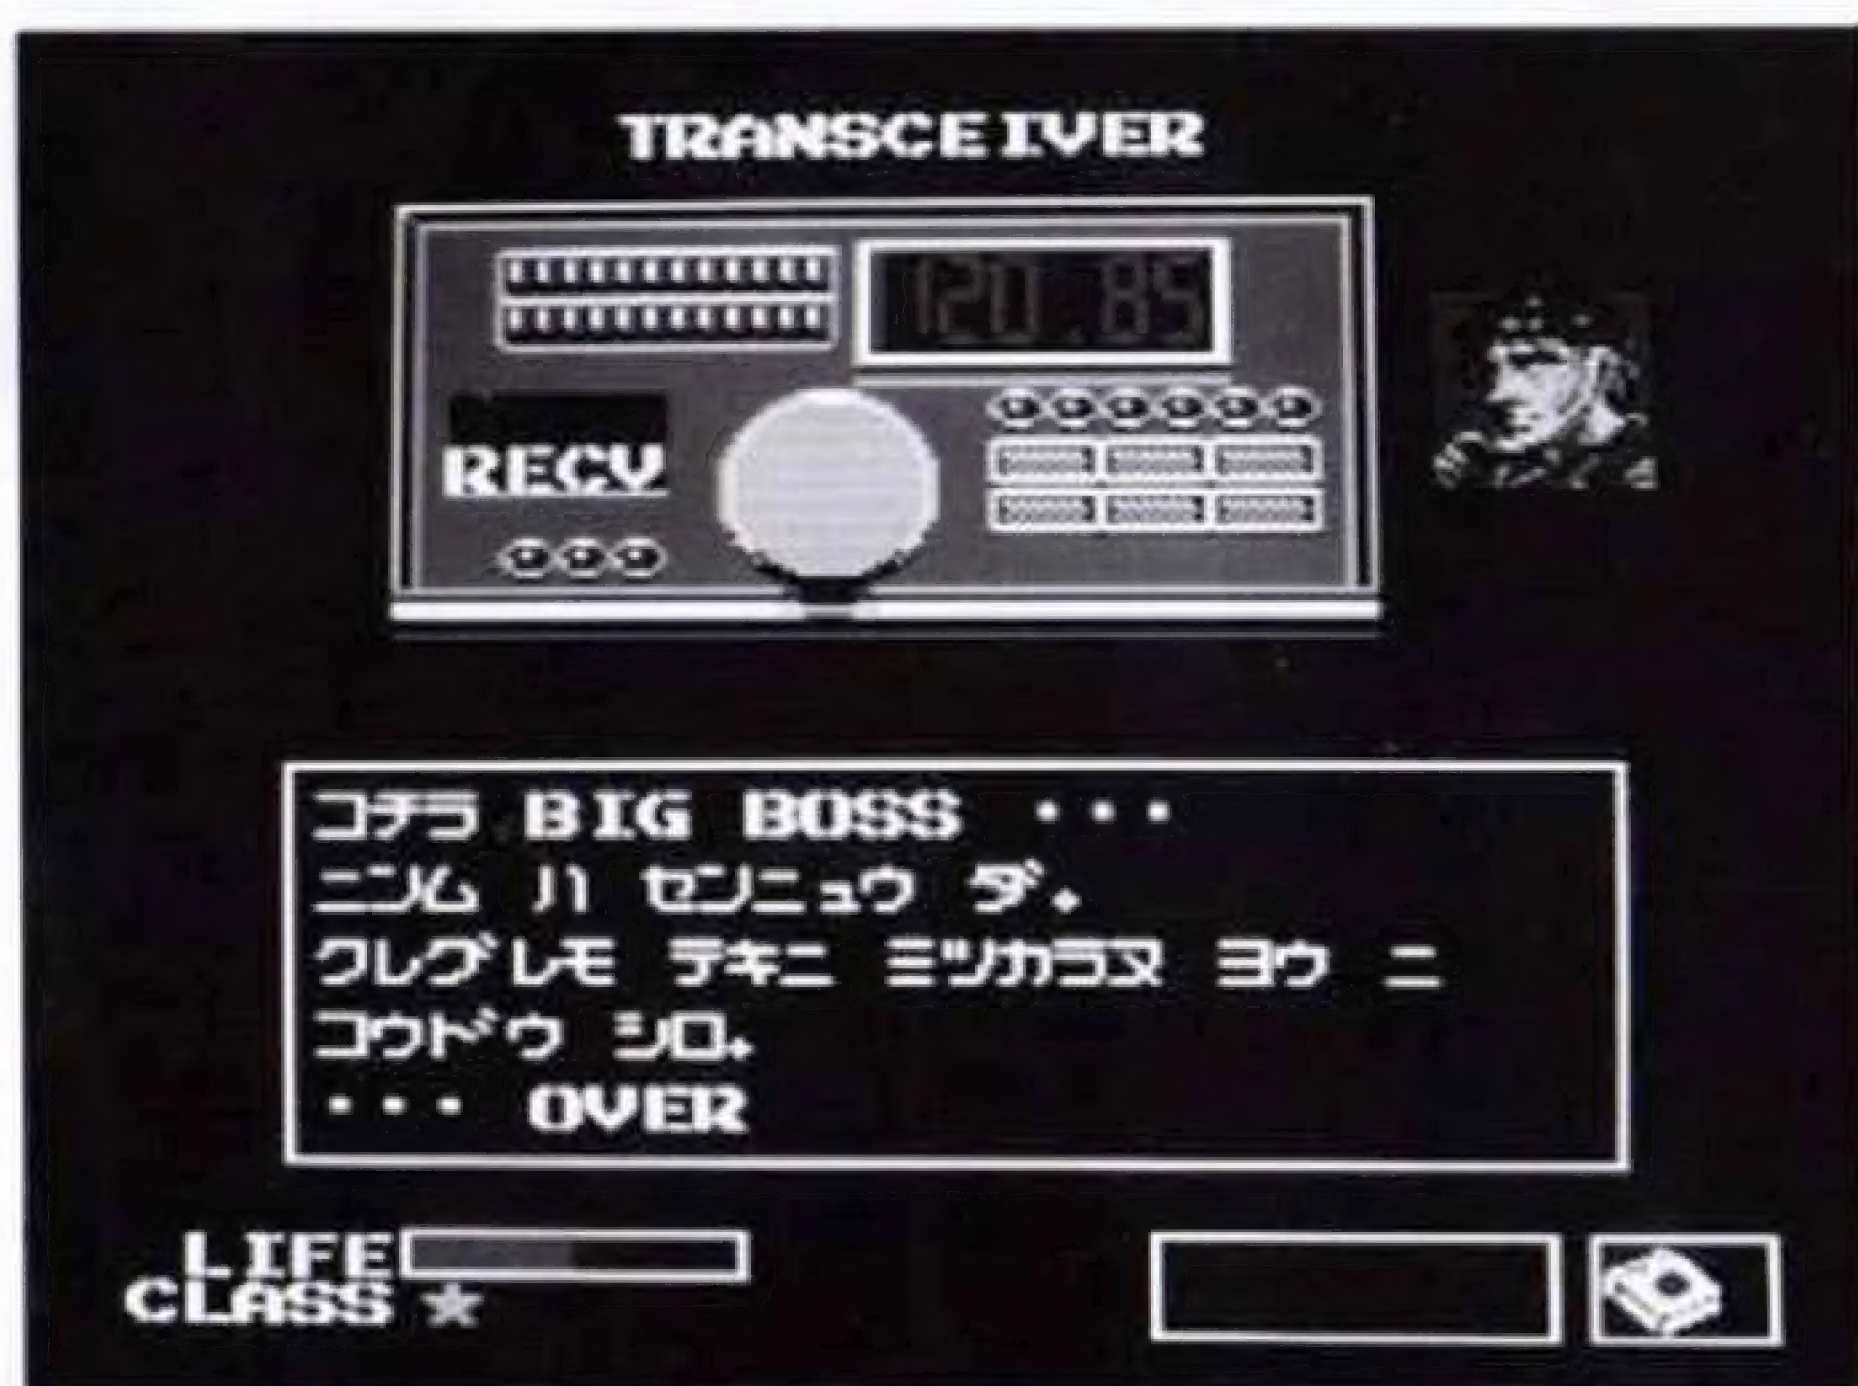 TRANSCEIVER
120.85
RECV
コチラ BIG BOSS ・・・
ニンム ハ センニュウ ダ。
クレグレモ テキニ ミツカラヌ ヨウ ニ
コウドウ シロ。
・・・ OVER
LIFE
CLASS ★